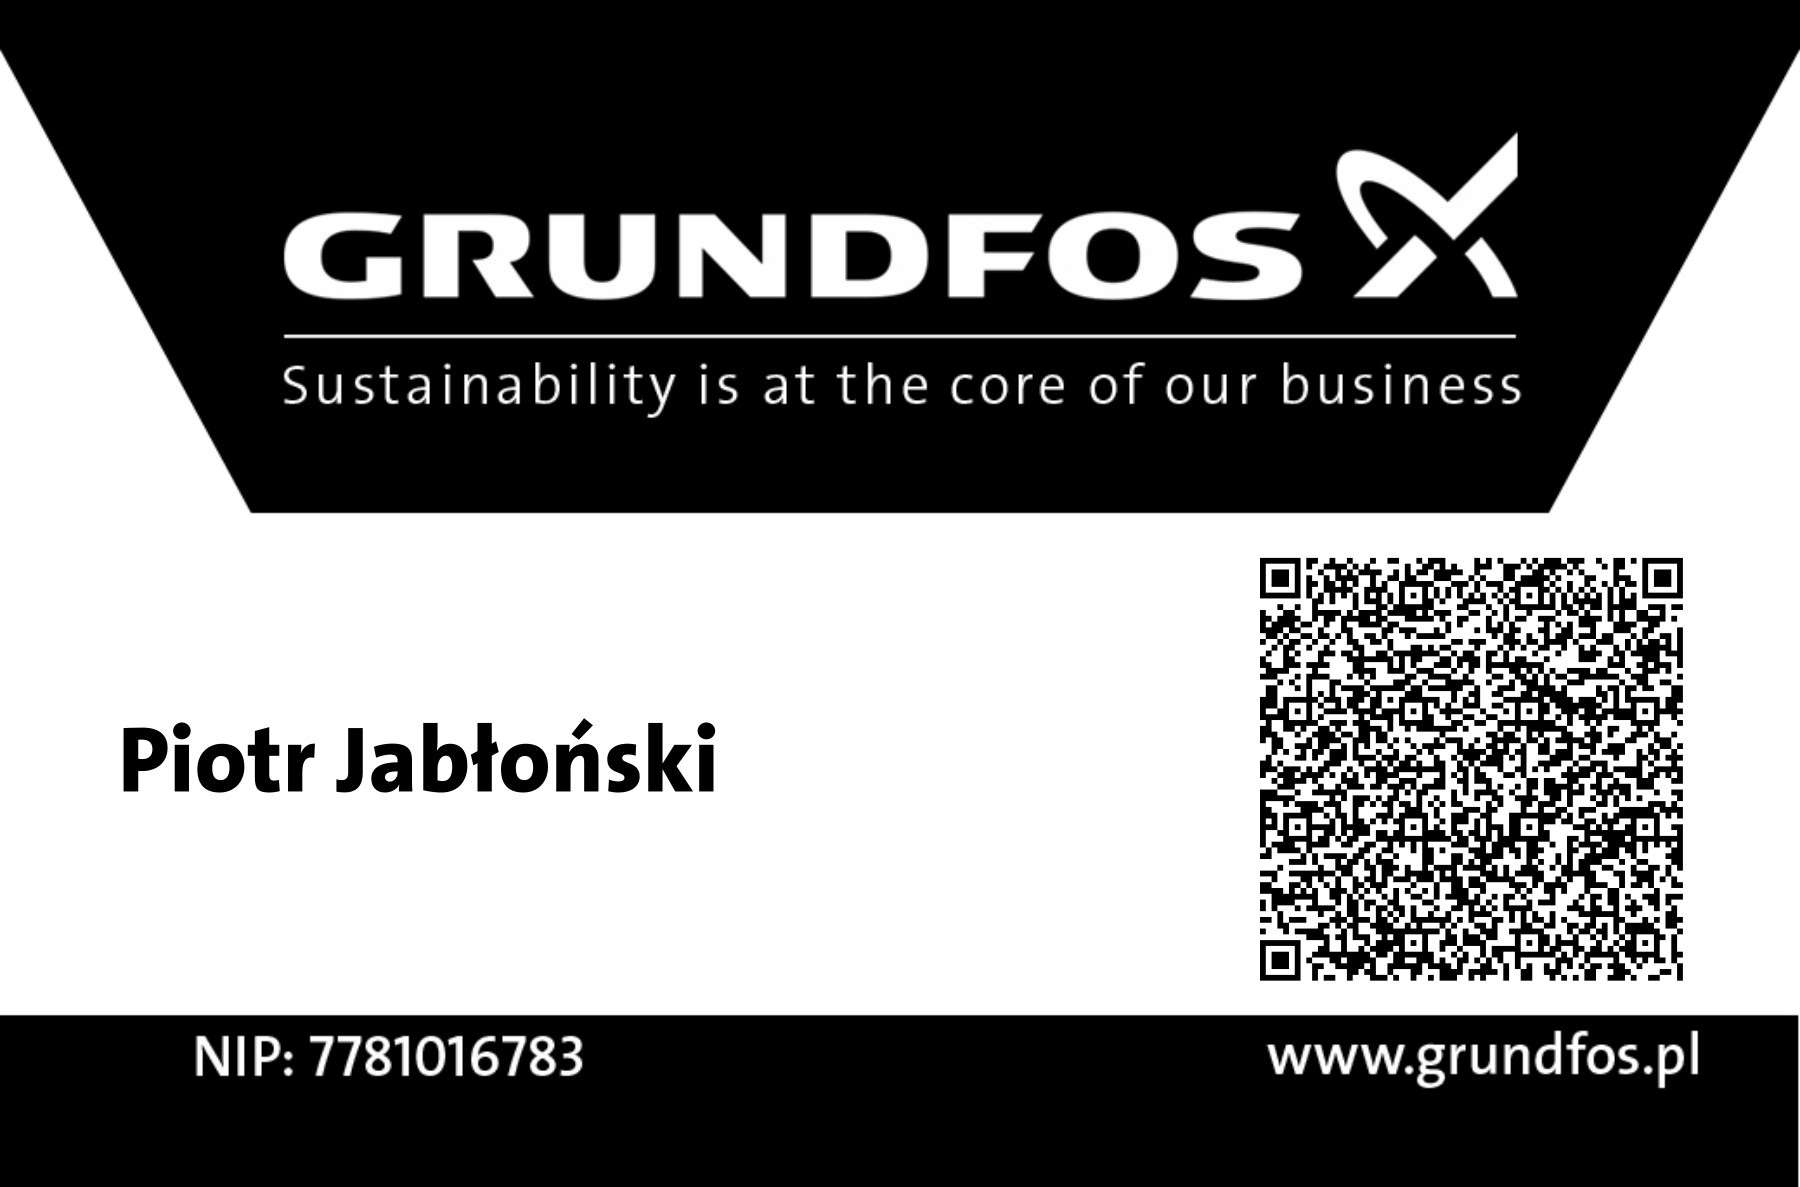 GRUNDFOS
Sustainability is at the core of our business
Piotr Jabłoński
NIP: 7781016783
www.grundfos.pl